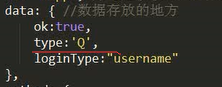 data: { //数据存放的地方
ok:true,
type:'Q',
loginType:"username"
},